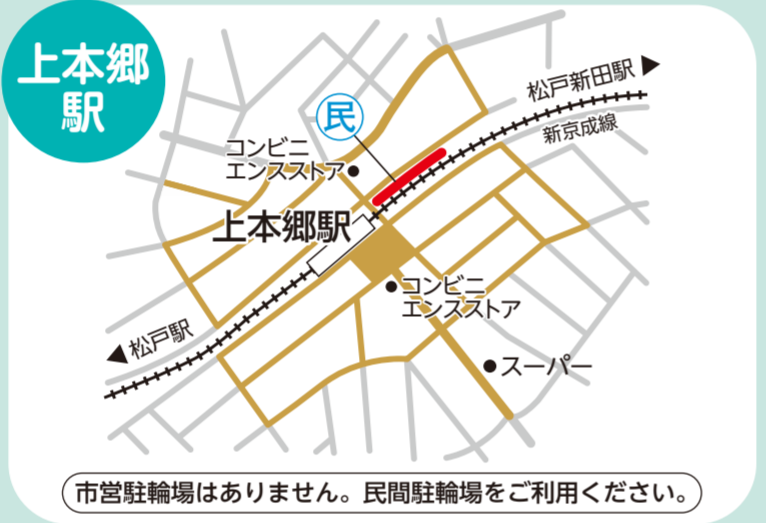 上本郷
駅
松戸新田駅▶
新京成線
民
コンビニ
エンスストア
上本郷駅
コンビニ
エンスストア
◀松戸駅
スーパー
市営駐輪場はありません。民間駐輪場をご利用ください。